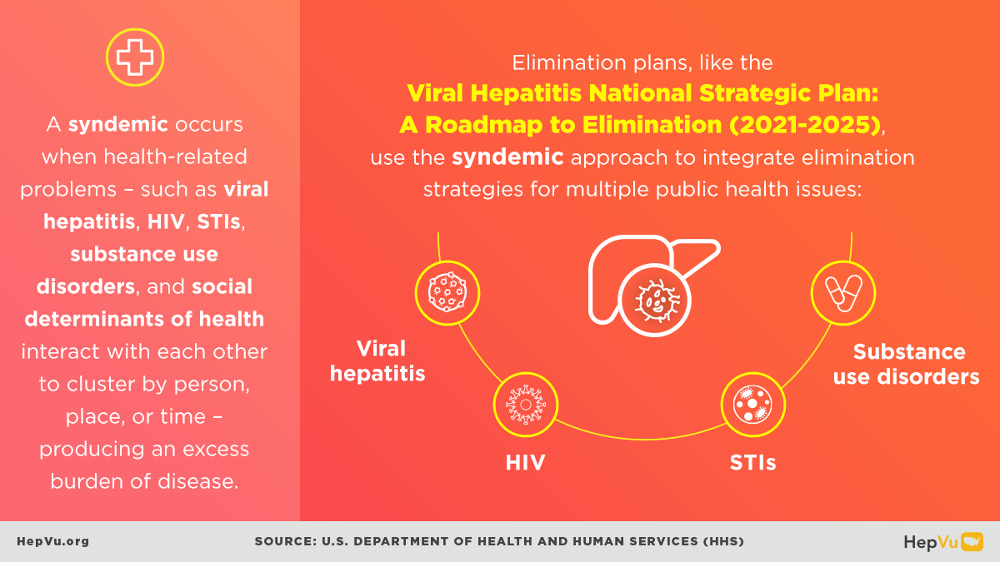 A syndemic occurs
when health-related
problems – such as viral
hepatitis, HIV, STIs,
substance use
disorders, and social
determinants of health
interact with each other
to cluster by person,
place, or time –
producing an excess
burden of disease.
Elimination plans, like the
Viral Hepatitis National Strategic Plan:
A Roadmap to Elimination (2021-2025),
use the syndemic approach to integrate elimination
strategies for multiple public health issues:
Viral
hepatitis
HIV
STIs
Substance
use disorders
HepVu.org
SOURCE: U.S. DEPARTMENT OF HEALTH AND HUMAN SERVICES (HHS)
HepVu